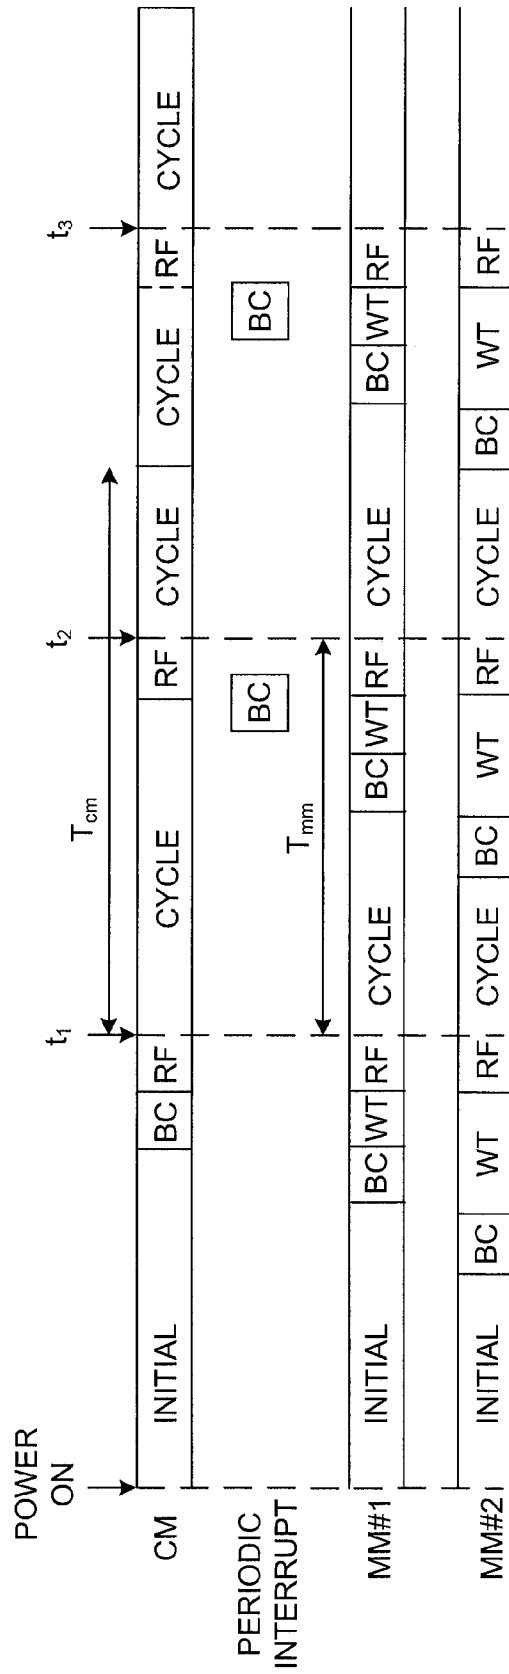 POWER
ON
t₁
t₂
t₃
T_cm
CM
INITIAL
BC
RF
CYCLE
RF
CYCLE
CYCLE
RF
CYCLE
PERIODIC
INTERRUPT
BC
BC
T_mm
MM#1
INITIAL
BC
WT
RF
CYCLE
BC
WT
RF
CYCLE
BC
WT
RF
MM#2
INITIAL
BC
WT
RF
CYCLE
BC
WT
RF
CYCLE
BC
WT
RF